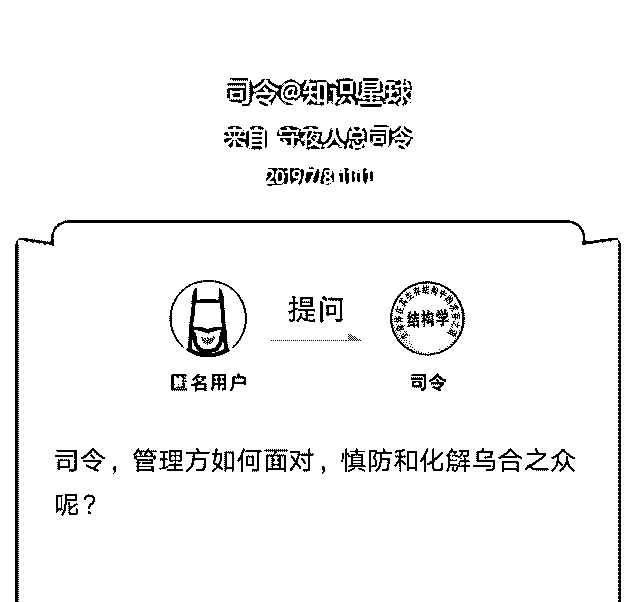 司令@知识星球
来自 守夜人总司令
2019/7/8
提问
结构学
匿名用户
司令
司令，管理方如何面对，慎防和化解乌合之众
呢？